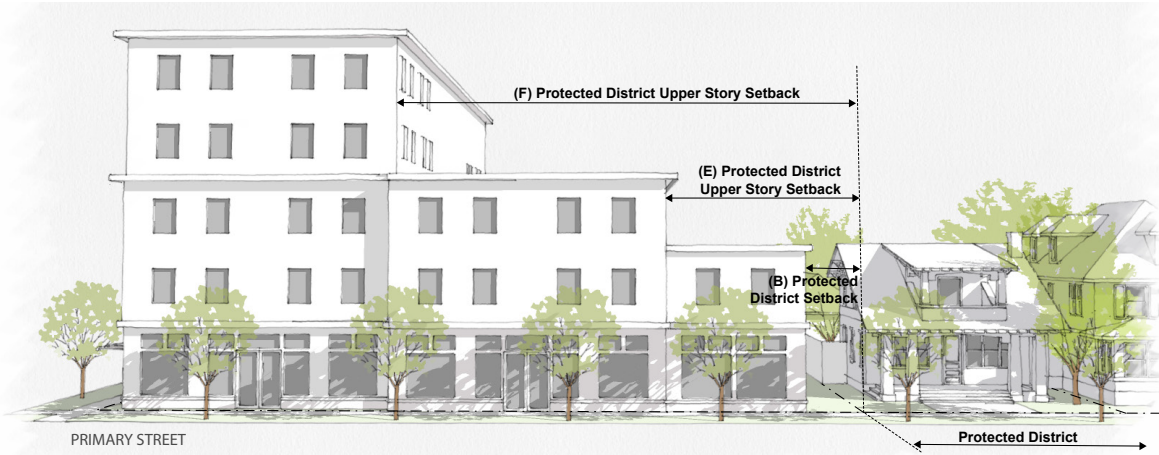 (F) Protected District Upper Story Setback
(E) Protected District
Upper Story Setback
(B) Protected
District Setback
PRIMARY STREET
Protected District